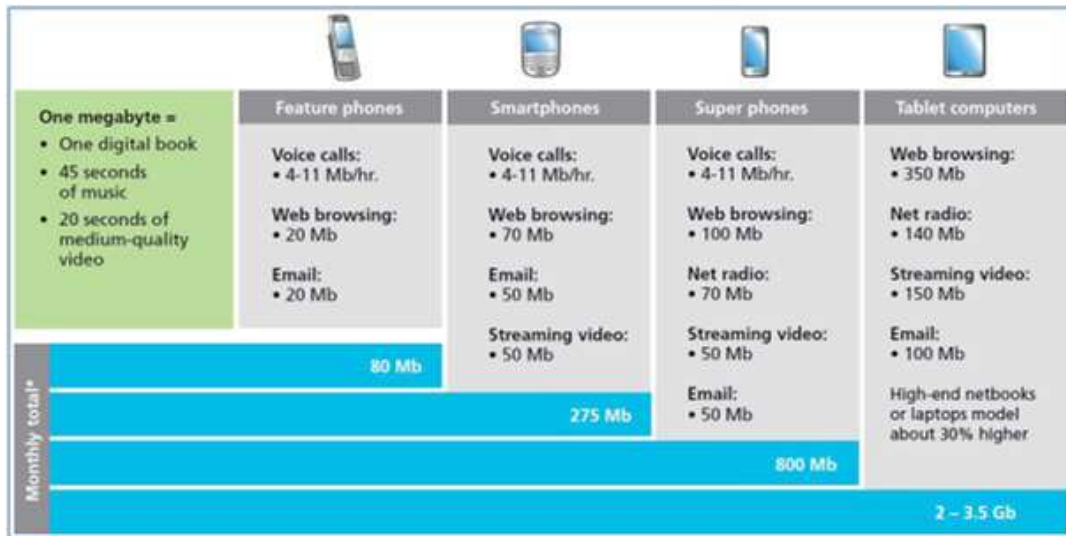 One megabyte =
• One digital book
• 45 seconds
of music
• 20 seconds of
medium-quality
video
Feature phones
Voice calls:
• 4-11 Mb/hr.
Web browsing:
• 20 Mb
Email:
• 20 Mb
Smartphones
Voice calls:
• 4-11 Mb/hr.
Web browsing:
• 70 Mb
Email:
• 50 Mb
Streaming video:
• 50 Mb
Super phones
Voice calls:
• 4-11 Mb/hr.
Web browsing:
• 100 Mb
Net radio:
• 70 Mb
Streaming video:
• 50 Mb
Email:
• 50 Mb
Tablet computers
Web browsing:
• 350 Mb
Net radio:
• 140 Mb
Streaming video:
• 150 Mb
Email:
• 100 Mb
High-end netbooks
or laptops model
about 30% higher
Monthly total*
80 Mb
275 Mb
800 Mb
2 – 3.5 Gb